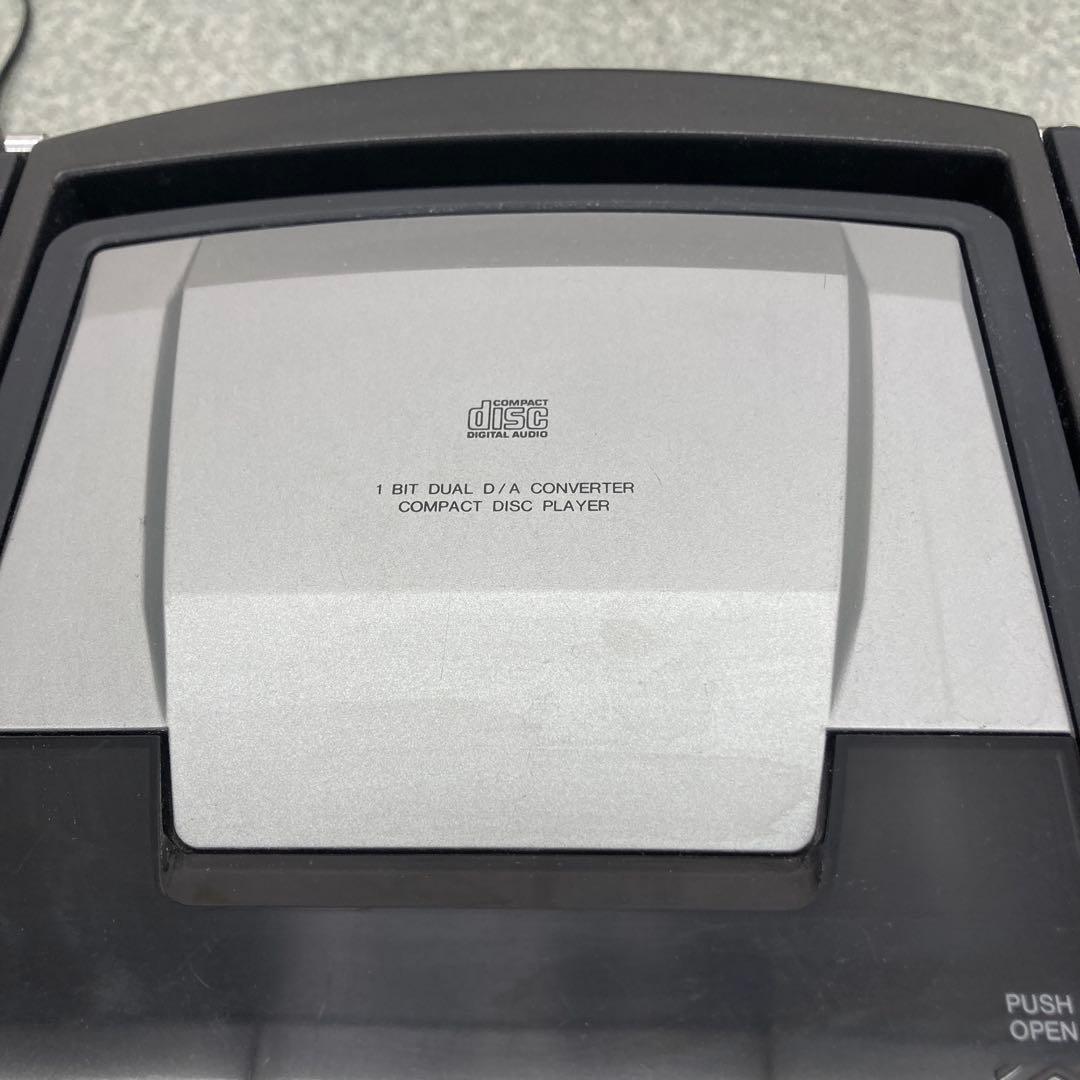 COMPACT
disc
DIGITAL AUDIO
1 BIT DUAL D/A CONVERTER
COMPACT DISC PLAYER
PUSH
OPEN